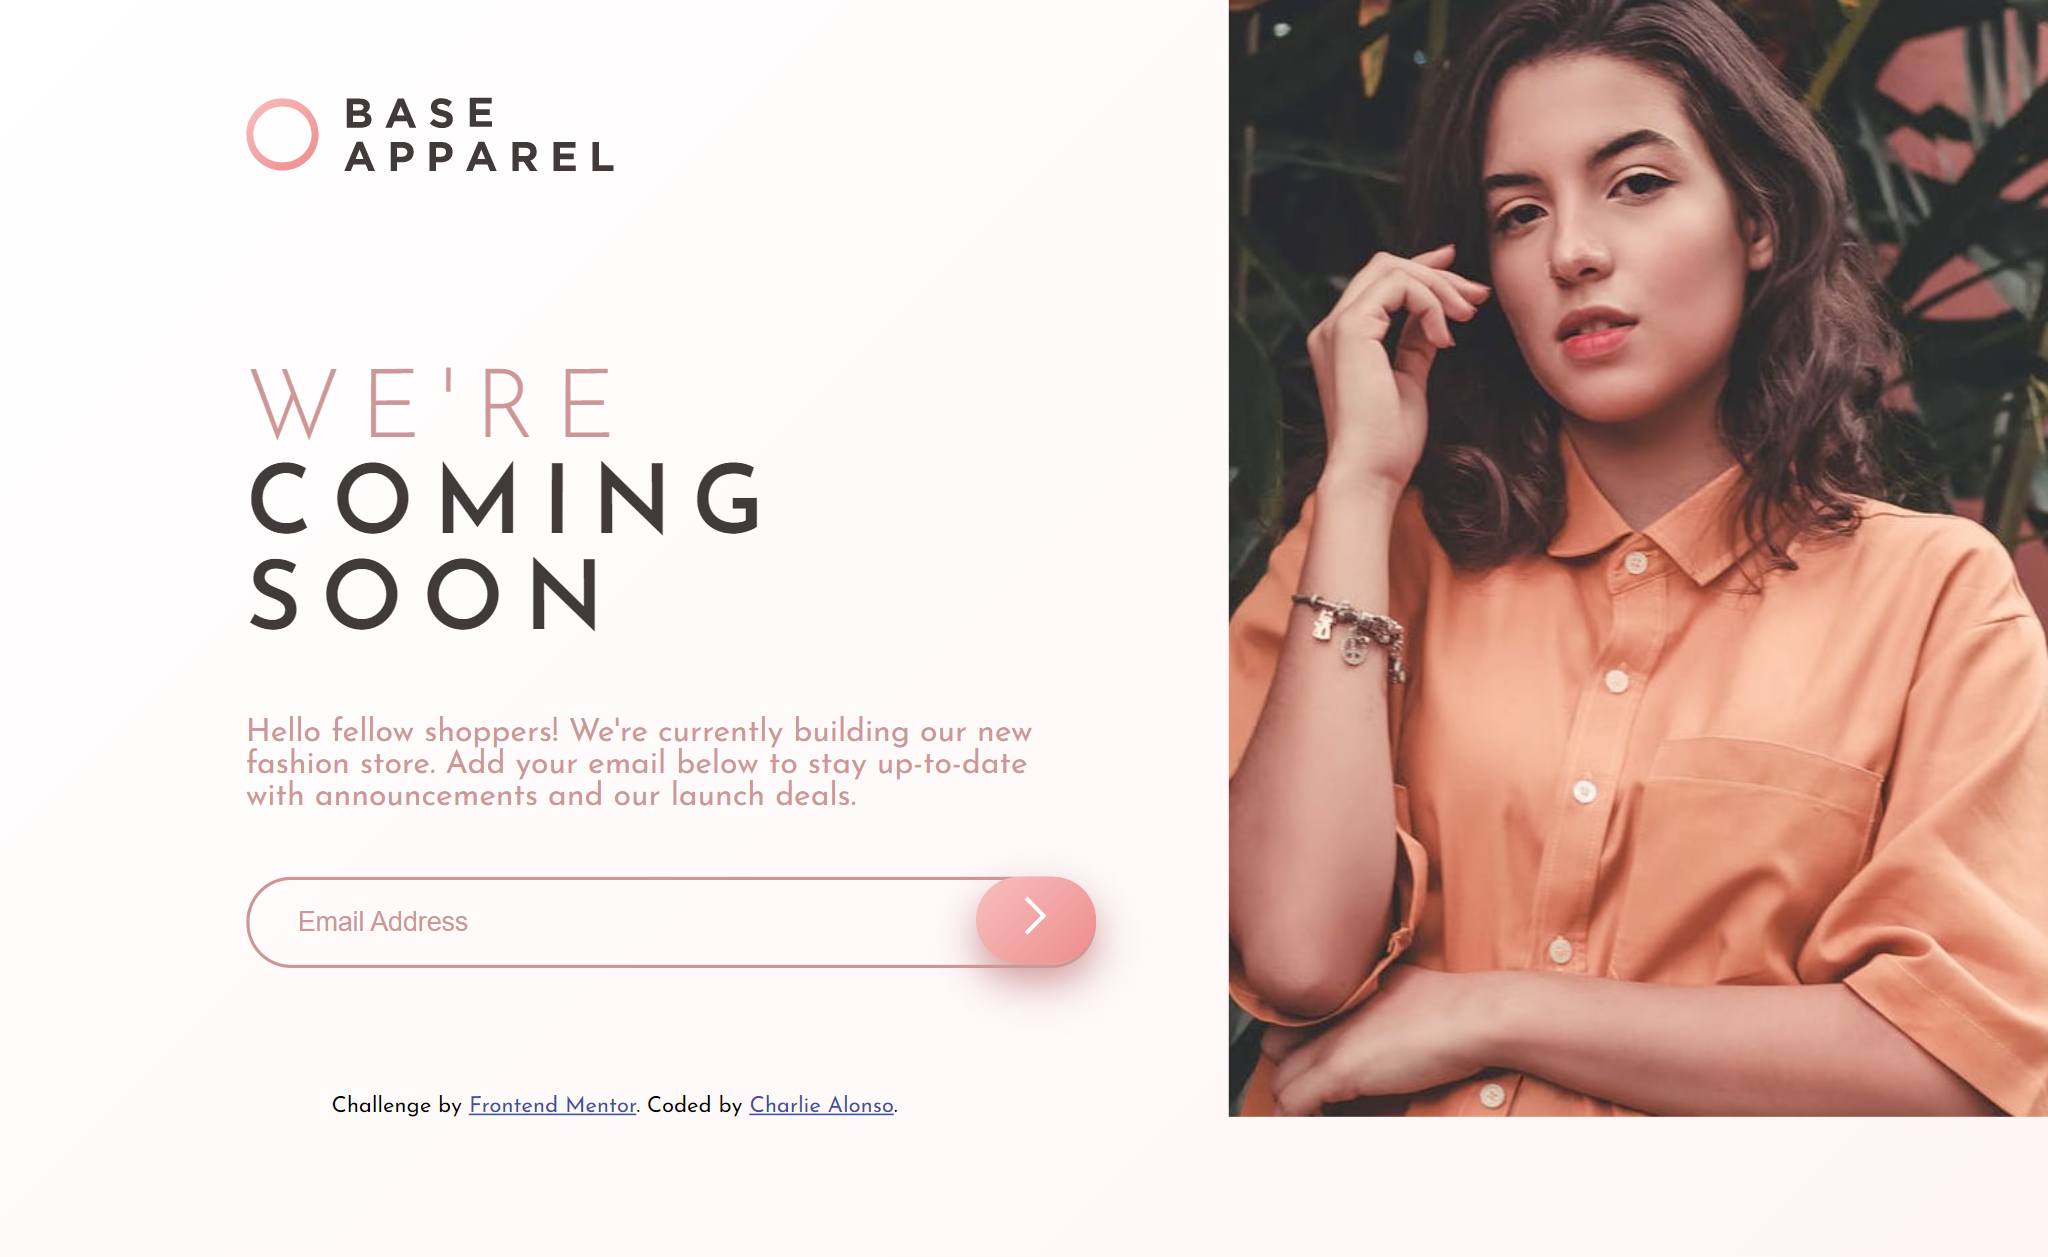 BASE
APPAREL
WE'RE
COMING
SOON
Hello fellow shoppers! We're currently building our new
fashion store. Add your email below to stay up-to-date
with announcements and our launch deals.
Email Address
Challenge by Frontend Mentor. Coded by Charlie Alonso.